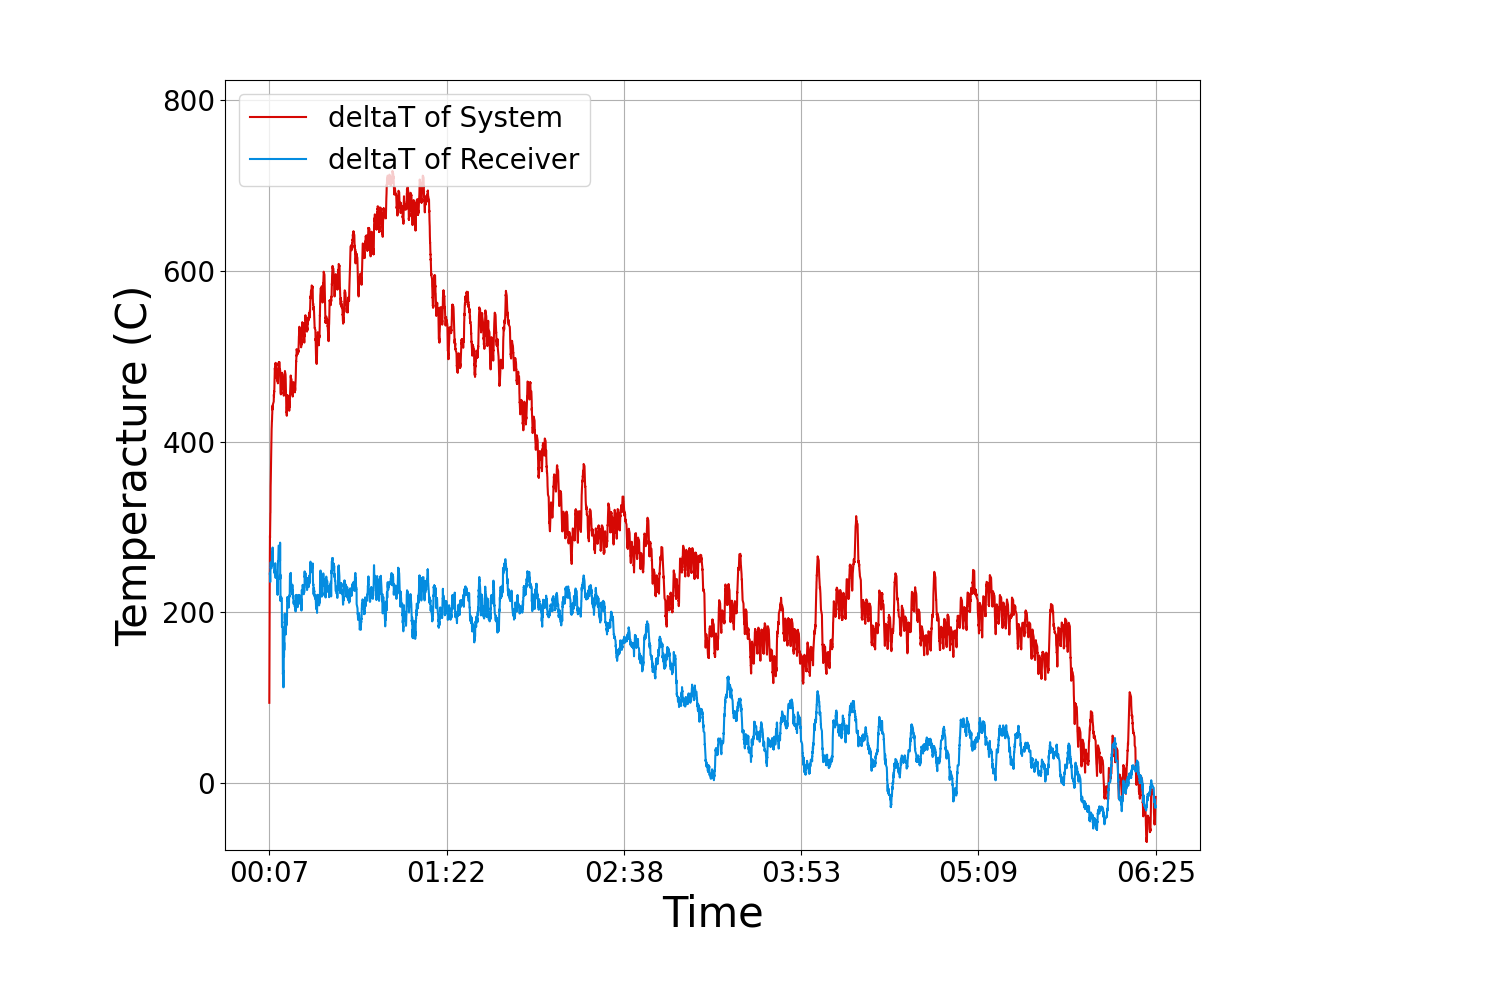 800
600
400
200
0
Temperacture (C)
deltaT of System
deltaT of Receiver
00:07 01:22 02:38 03:53 05:09 06:25
Time